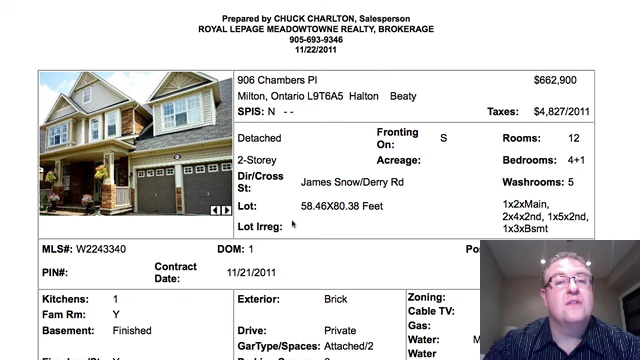 Prepared by CHUCK CHARLTON, Salesperson
ROYAL LEPAGE MEADOWTOWNE REALTY, BROKERAGE
905-693-9346
11/22/2011
906 Chambers Pl $662,900
Milton, Ontario L9T6A5 Halton Beaty
SPIS: N - - Taxes: $4,827/2011
Detached Fronting On: S Rooms: 12
2-Storey Acreage: Bedrooms: 4+1
Dir/Cross St: James Snow/Derry Rd Washrooms: 5
Lot: 58.46X80.38 Feet 1x2xMain,
2x4x2nd, 1x5x2nd,
Lot Irreg: 1x3xBsmt
MLS#: W2243340 DOM: 1
PIN#: Contract Date: 11/21/2011
Kitchens: 1 Exterior: Brick Zoning:
Fam Rm: Y Cable TV:
Basement: Finished Drive: Private Gas:
GarType/Spaces: Attached/2 Water:
Water